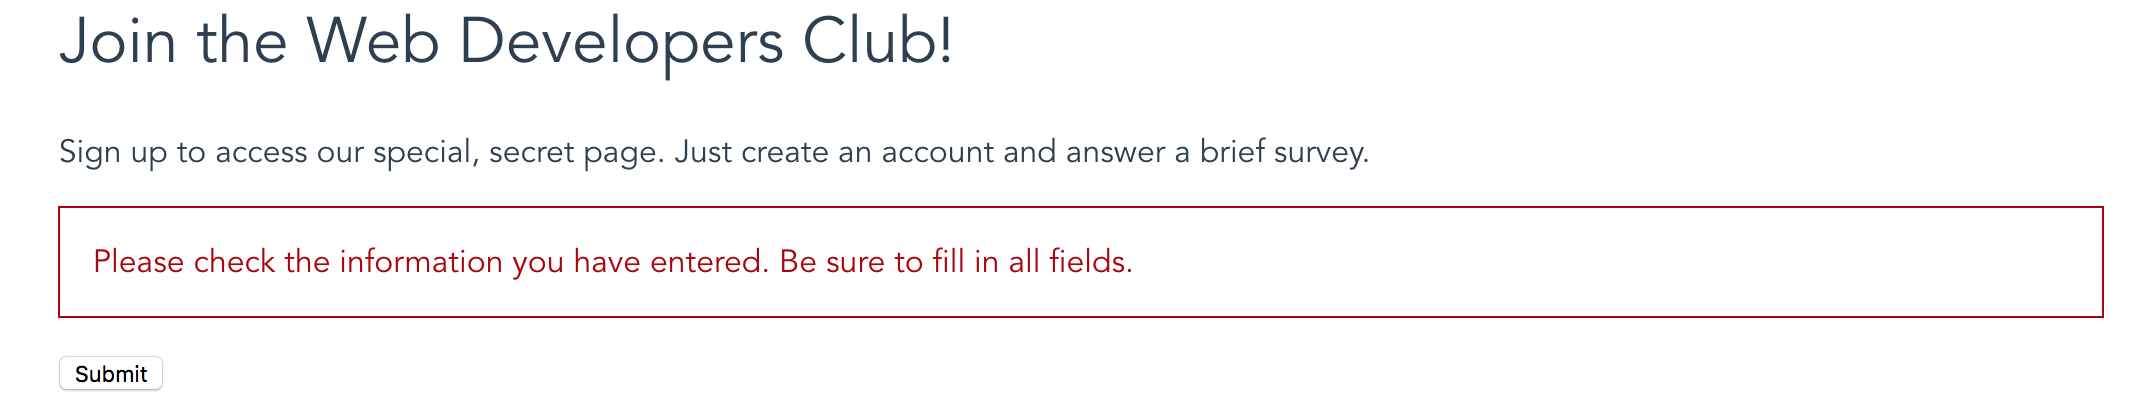 Join the Web Developers Club!
Sign up to access our special, secret page. Just create an account and answer a brief survey.
Please check the information you have entered. Be sure to fill in all fields.
Submit